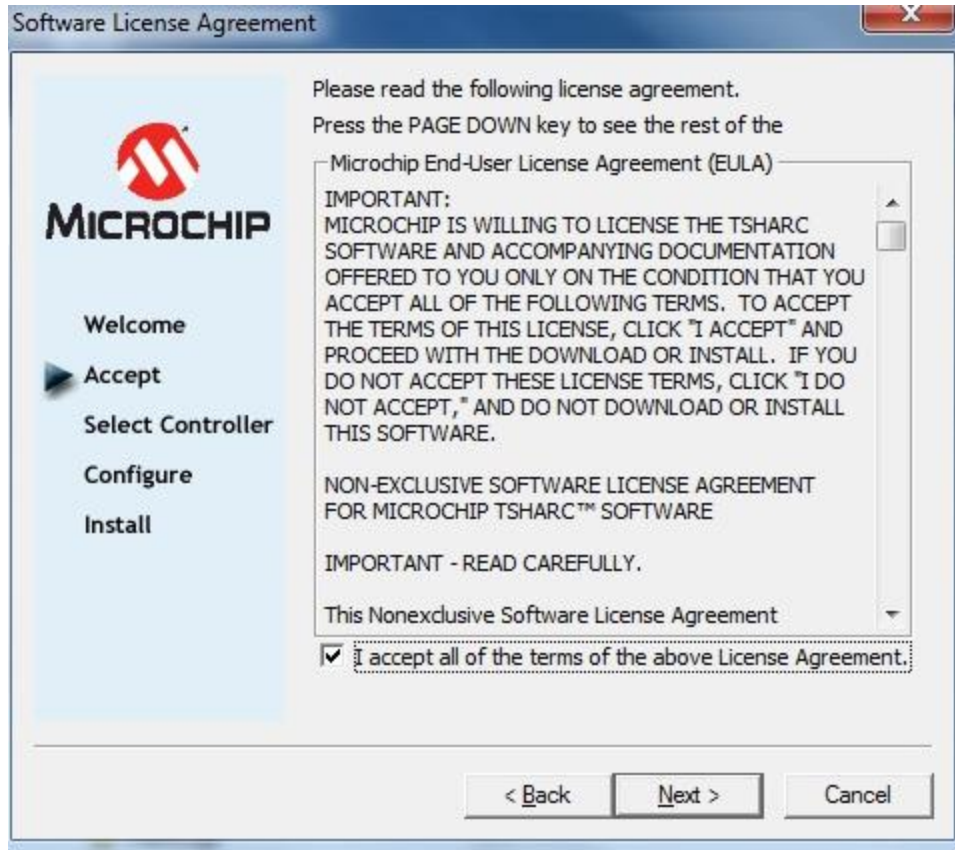 Software License Agreement
MICROCHIP
Welcome
Accept
Select Controller
Configure
Install
Please read the following license agreement.
Press the PAGE DOWN key to see the rest of the
Microchip End-User License Agreement (EULA)
IMPORTANT:
MICROCHIP IS WILLING TO LICENSE THE TSHARC
SOFTWARE AND ACCOMPANYING DOCUMENTATION
OFFERED TO YOU ONLY ON THE CONDITION THAT YOU
ACCEPT ALL OF THE FOLLOWING TERMS.  TO ACCEPT
THE TERMS OF THIS LICENSE, CLICK "I ACCEPT" AND
PROCEED WITH THE DOWNLOAD OR INSTALL.  IF YOU
DO NOT ACCEPT THESE LICENSE TERMS, CLICK "I DO
NOT ACCEPT," AND DO NOT DOWNLOAD OR INSTALL
THIS SOFTWARE.
NON-EXCLUSIVE SOFTWARE LICENSE AGREEMENT
FOR MICROCHIP TSHARC™ SOFTWARE
IMPORTANT - READ CAREFULLY.
This Nonexclusive Software License Agreement
I accept all of the terms of the above License Agreement.
< Back
Next >
Cancel